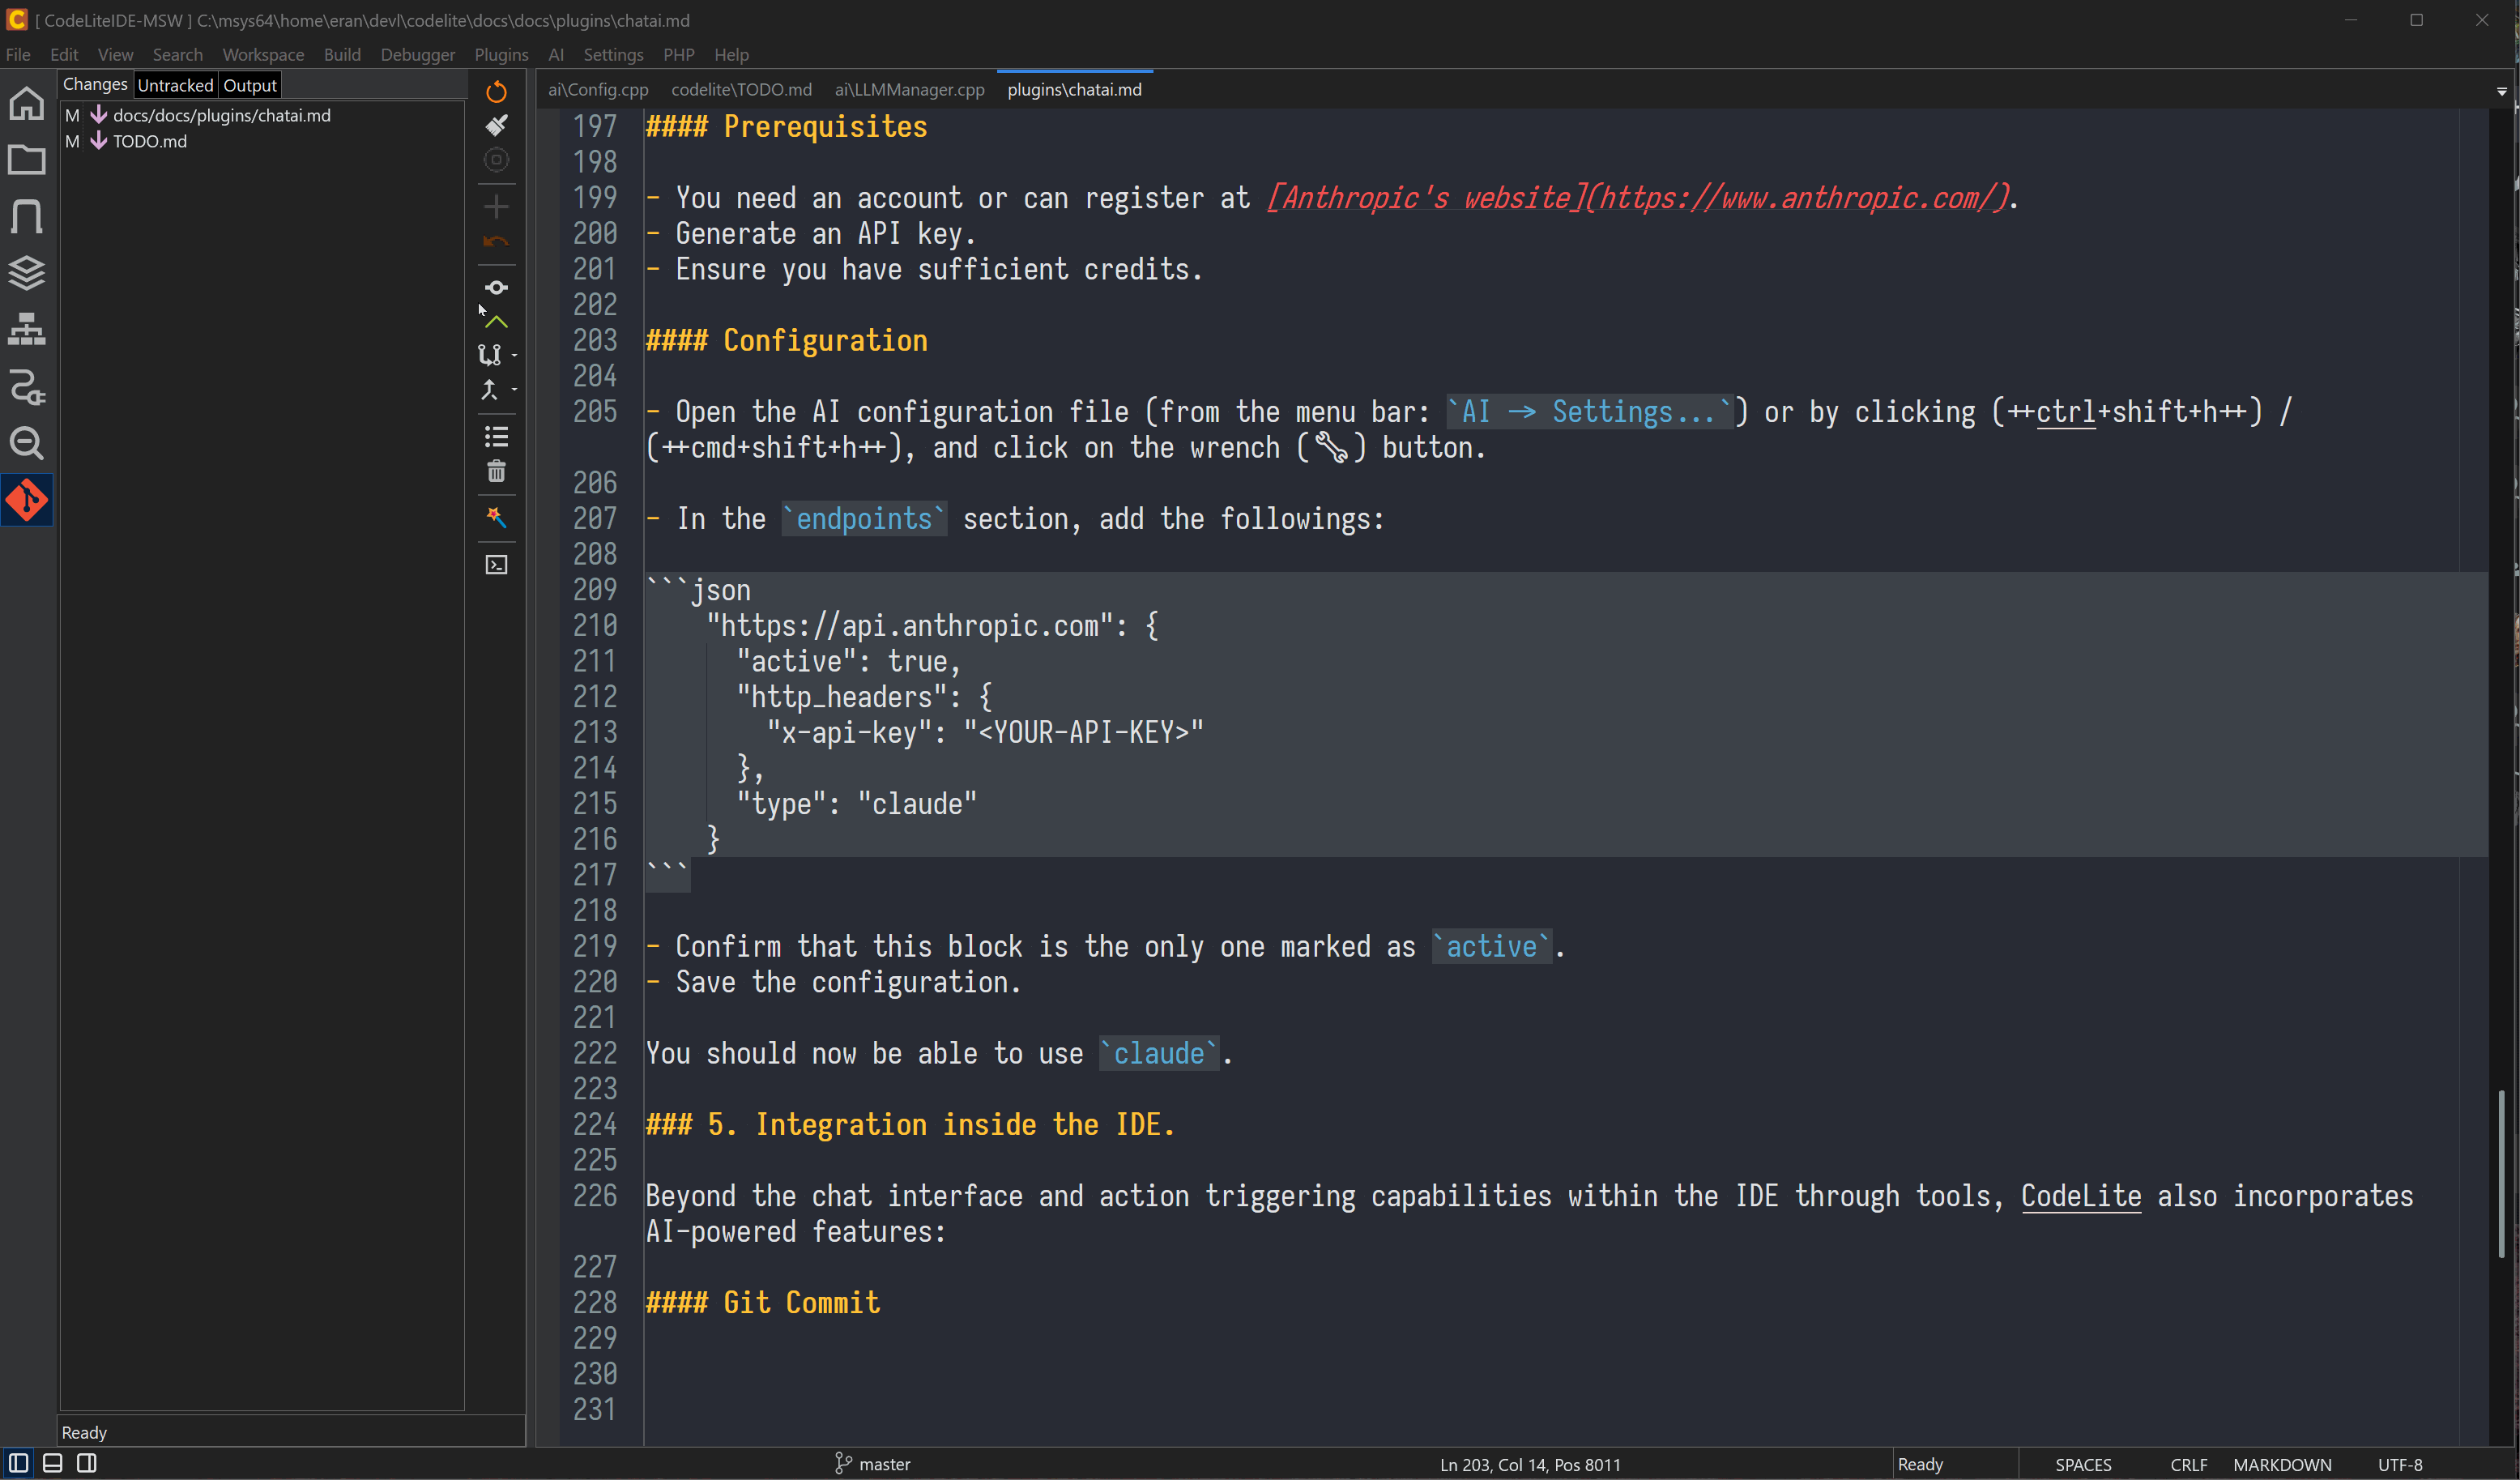 [ CodeLiteIDE-MSW ] C:\msys64\home\eran\devl\codelite\docs\docs\plugins\chatai.md
File Edit View Search Workspace Build Debugger Plugins AI Settings PHP Help
Changes Untracked Output
M docs/docs/plugins/chatai.md
M TODO.md
Ready
ai\Config.cpp codelite\TODO.md ai\LLMManager.cpp plugins\chatai.md
197 #### Prerequisites
198
199 - You need an account or can register at [Anthropic's website](https://www.anthropic.com/).
200 - Generate an API key.
201 - Ensure you have sufficient credits.
202
203 #### Configuration
204
205 - Open the AI configuration file (from the menu bar: `AI -> Settings...`) or by clicking (++ctrl+shift+h++) /
(++cmd+shift+h++), and click on the wrench (🔧) button.
206
207 - In the `endpoints` section, add the followings:
208
209 ```json
210 "https://api.anthropic.com": {
211 "active": true,
212 "http_headers": {
213 "x-api-key": "<YOUR-API-KEY>"
214 },
215 "type": "claude"
216 }
217 ```
218
219 - Confirm that this block is the only one marked as `active`.
220 - Save the configuration.
221
222 You should now be able to use `claude`.
223
224 ### 5. Integration inside the IDE.
225
226 Beyond the chat interface and action triggering capabilities within the IDE through tools, CodeLite also incorporates
AI-powered features:
227
228 #### Git Commit
229
230
231
master Ln 203, Col 14, Pos 8011 Ready SPACES CRLF MARKDOWN UTF-8